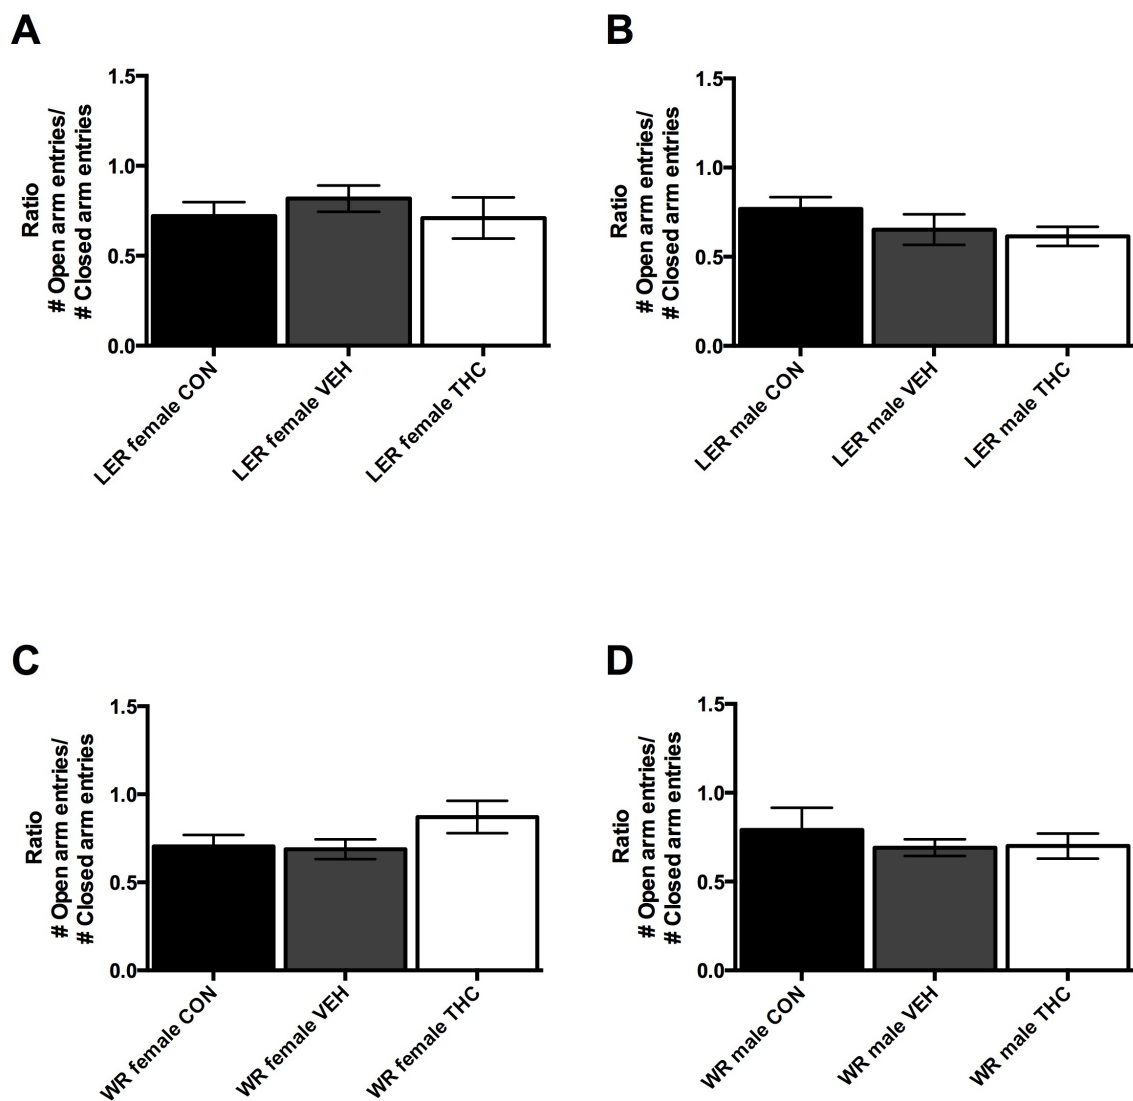 A
Ratio
# Open arm entries/
# Closed arm entries
1.5
1.0
0.5
0.0
LER female CON
LER female VEH
LER female THC
B
Ratio
# Open arm entries/
# Closed arm entries
1.5
1.0
0.5
0.0
LER male CON
LER male VEH
LER male THC
C
Ratio
# Open arm entries/
# Closed arm entries
1.5
1.0
0.5
0.0
WR female CON
WR female VEH
WR female THC
D
Ratio
# Open arm entries/
# Closed arm entries
1.5
1.0
0.5
0.0
WR male CON
WR male VEH
WR male THC